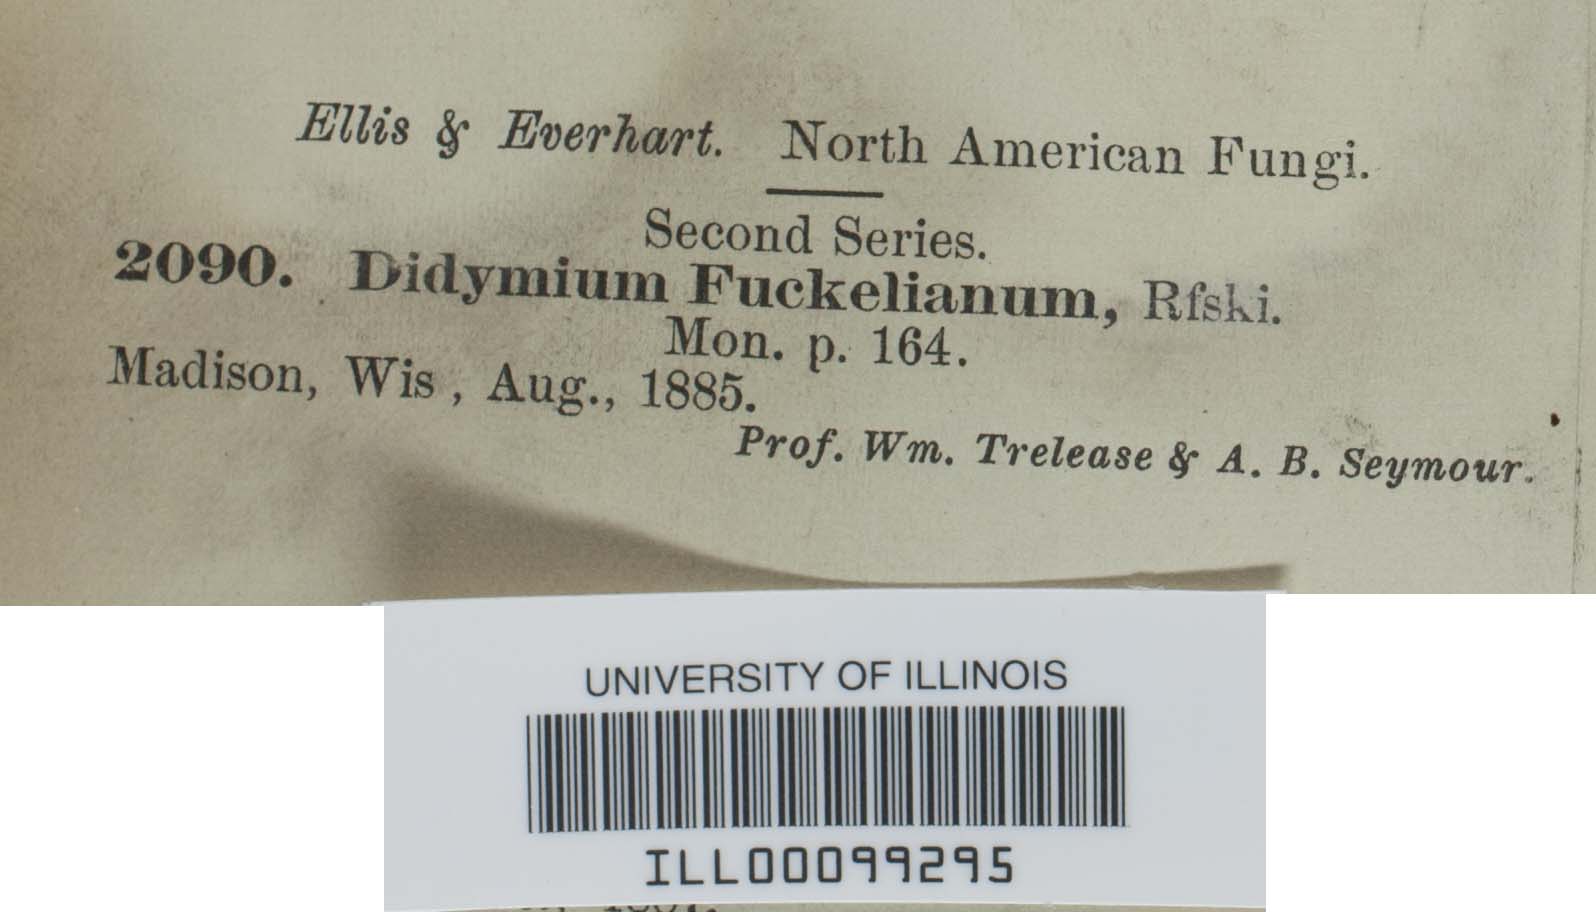 Ellis & Everhart. North American Fungi.
Second Series.
2090. Didymium Fuckelianum, Rfski.
Mon. p. 164.
Madison, Wis , Aug., 1885.
Prof. Wm. Trelease & A. B. Seymour.
UNIVERSITY OF ILLINOIS
ILL00099295